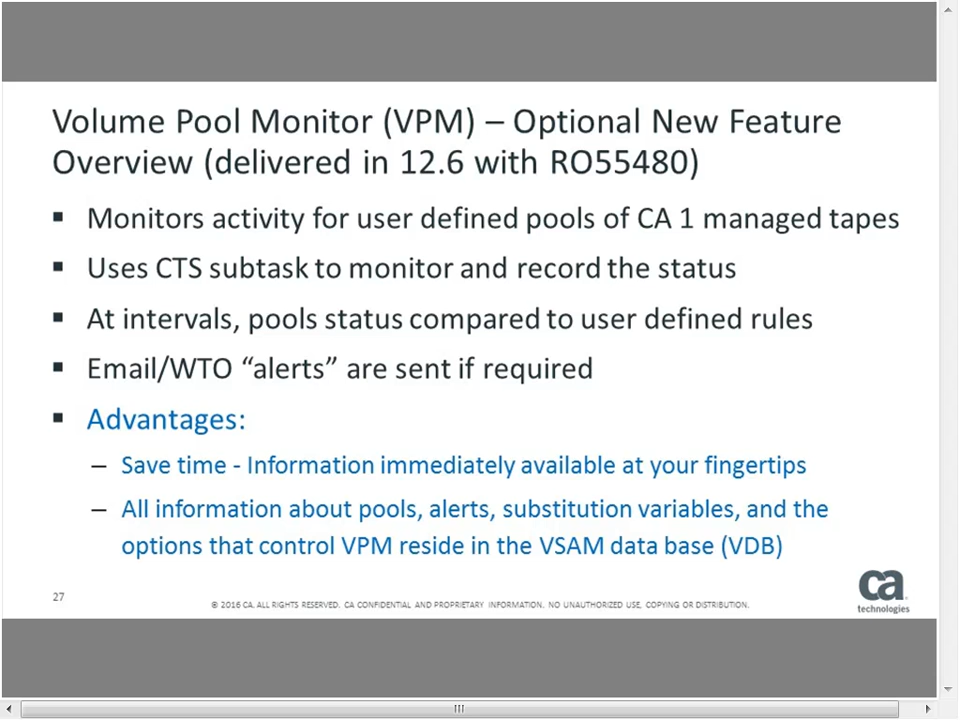 Volume Pool Monitor (VPM) – Optional New Feature
Overview (delivered in 12.6 with RO55480)
▪ Monitors activity for user defined pools of CA 1 managed tapes
▪ Uses CTS subtask to monitor and record the status
▪ At intervals, pools status compared to user defined rules
▪ Email/WTO “alerts” are sent if required
▪ Advantages:
– Save time - Information immediately available at your fingertips
– All information about pools, alerts, substitution variables, and the
options that control VPM reside in the VSAM data base (VDB)
27
© 2016 CA. ALL RIGHTS RESERVED. CA CONFIDENTIAL AND PROPRIETARY INFORMATION. NO UNAUTHORIZED USE, COPYING OR DISTRIBUTION.
ca
technologies